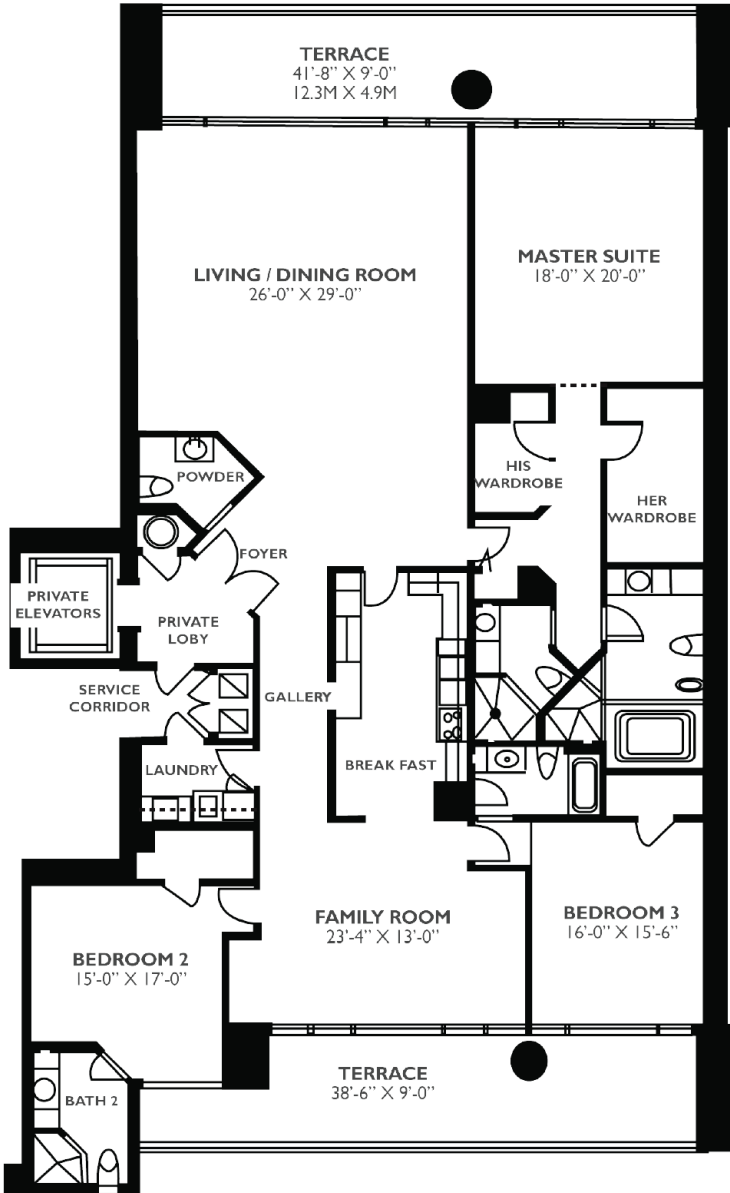 TERRACE
41'-8" X 9'-0"
12.3M X 4.9M
LIVING / DINING ROOM
26'-0" X 29'-0"
MASTER SUITE
18'-0" X 20'-0"
POWDER
HIS
WARDROBE
HER
WARDROBE
FOYER
PRIVATE
ELEVATORS
PRIVATE
LOBY
SERVICE
CORRIDOR
GALLERY
LAUNDRY
BREAK FAST
FAMILY ROOM
23'-4" X 13'-0"
BEDROOM 3
16'-0" X 15'-6"
BEDROOM 2
15'-0" X 17'-0"
BATH 2
TERRACE
38'-6" X 9'-0"